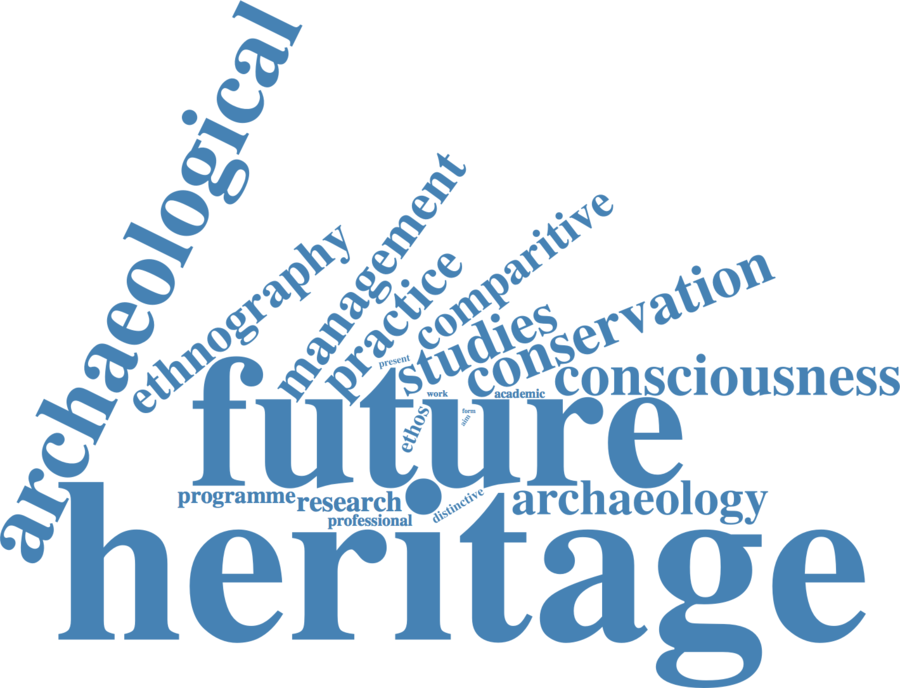 archaeological
ethnography
management
practice
comparitive
studies
conservation
consciousness
present
work
academic
future
ethos
form
aim
programme
research
professional
distinctive
archaeology
heritage